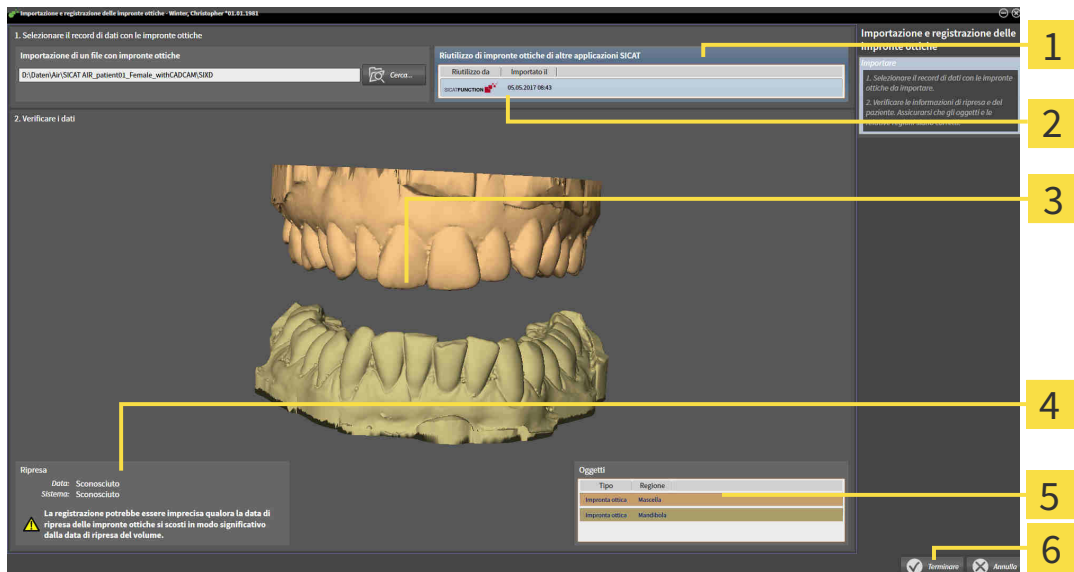 Importazione e registrazione delle impronte ottiche - Winter, Christopher *01.01.1981
1. Selezionare il record di dati con le impronte ottiche
Importazione di un file con impronte ottiche
D:\Daten\Air\SICAT AIR_patient01_Female_withCADCAM\SIXD
Cerca...
Riutilizzo di impronte ottiche di altre applicazioni SICAT
Riutilizzo da
Importato il
SICATFUNCTION
05.05.2017 08:43
Importazione e registrazione delle
impronte ottiche
Importare
1. Selezionare il record di dati con le impronte
ottiche da importare.
2. Verificare le informazioni di ripresa e del
paziente. Assicurarsi che gli oggetti e le
relative regioni siano corretti.
1
2
2. Verificare i dati
3
4
Ripresa
Data: Sconosciuto
Sistema: Sconosciuto
La registrazione potrebbe essere imprecisa qualora la data di
ripresa delle impronte ottiche si scosti in modo significativo
dalla data di ripresa del volume.
Oggetti
Tipo
Regione
Impronta ottica
Mascella
Impronta ottica
Mandibola
5
6
Terminare
Annulla